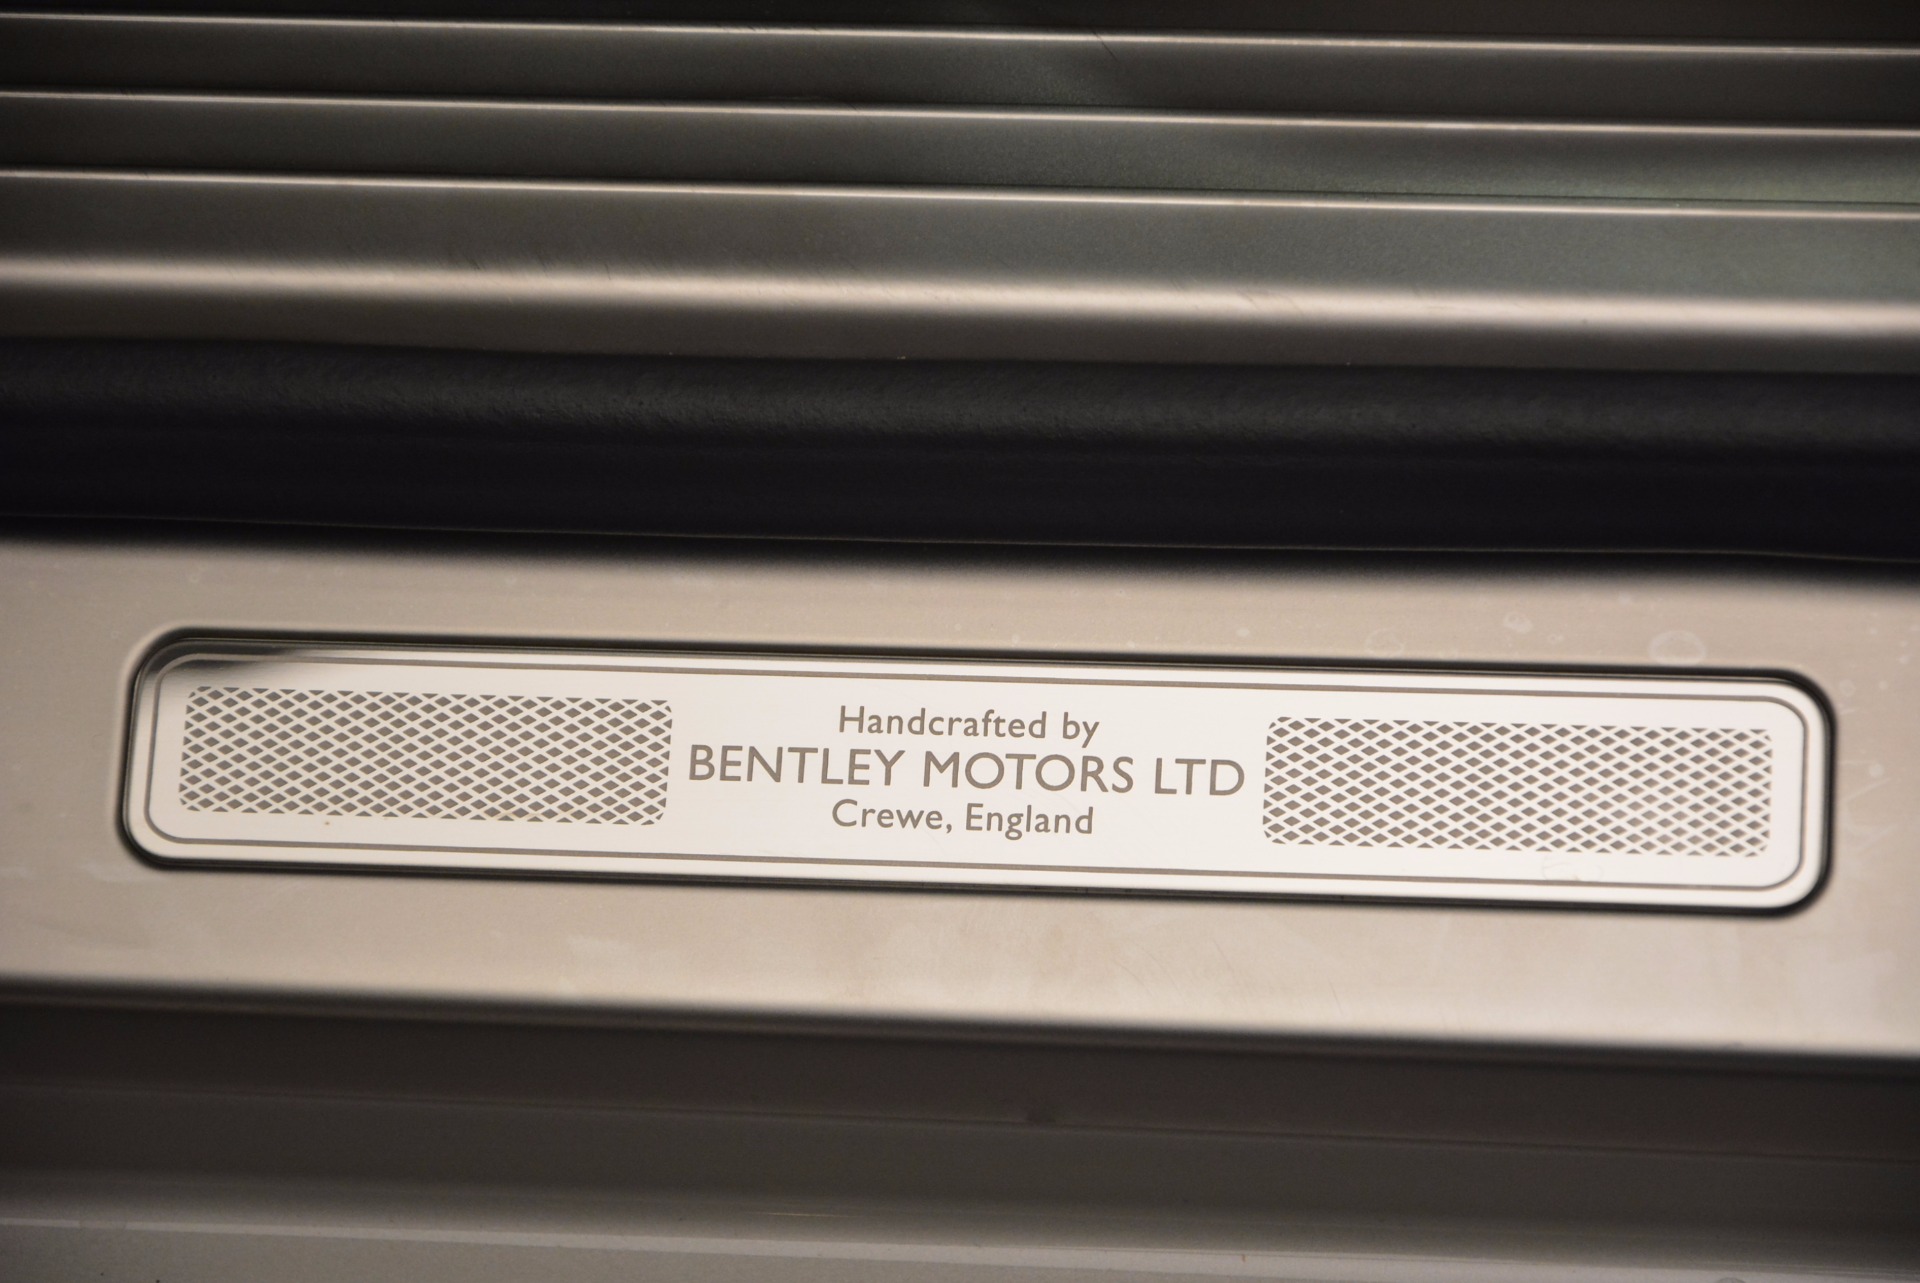 Handcrafted by
BENTLEY MOTORS LTD
Crewe, England